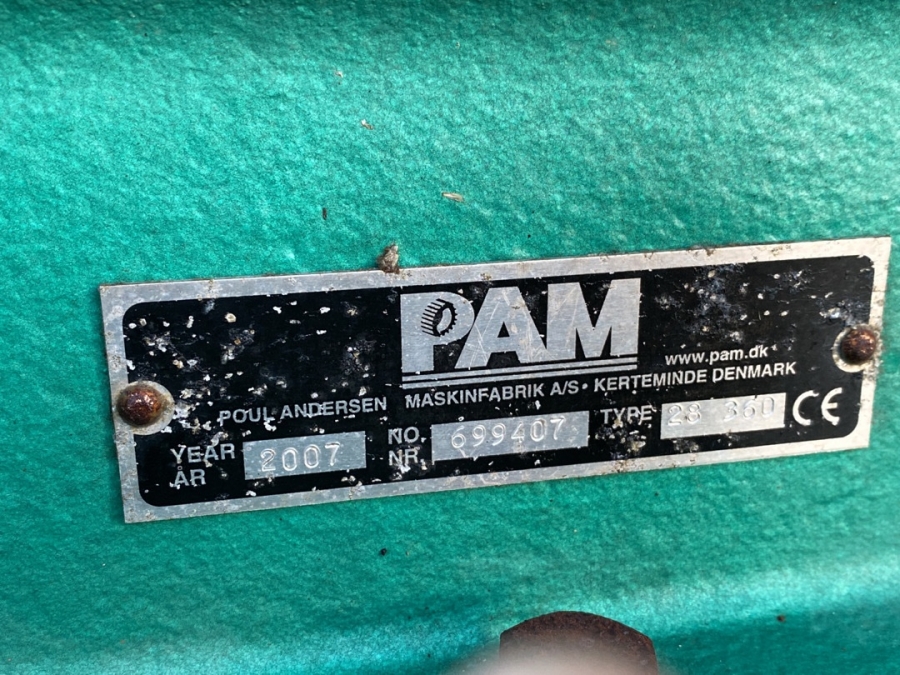 PAM
www.pam.dk
POUL ANDERSEN MASKINFABRIK A/S • KERTEMINDE DENMARK
YEAR ÅR 2007 NO. NR. 699407 TYPE 28 360 CE